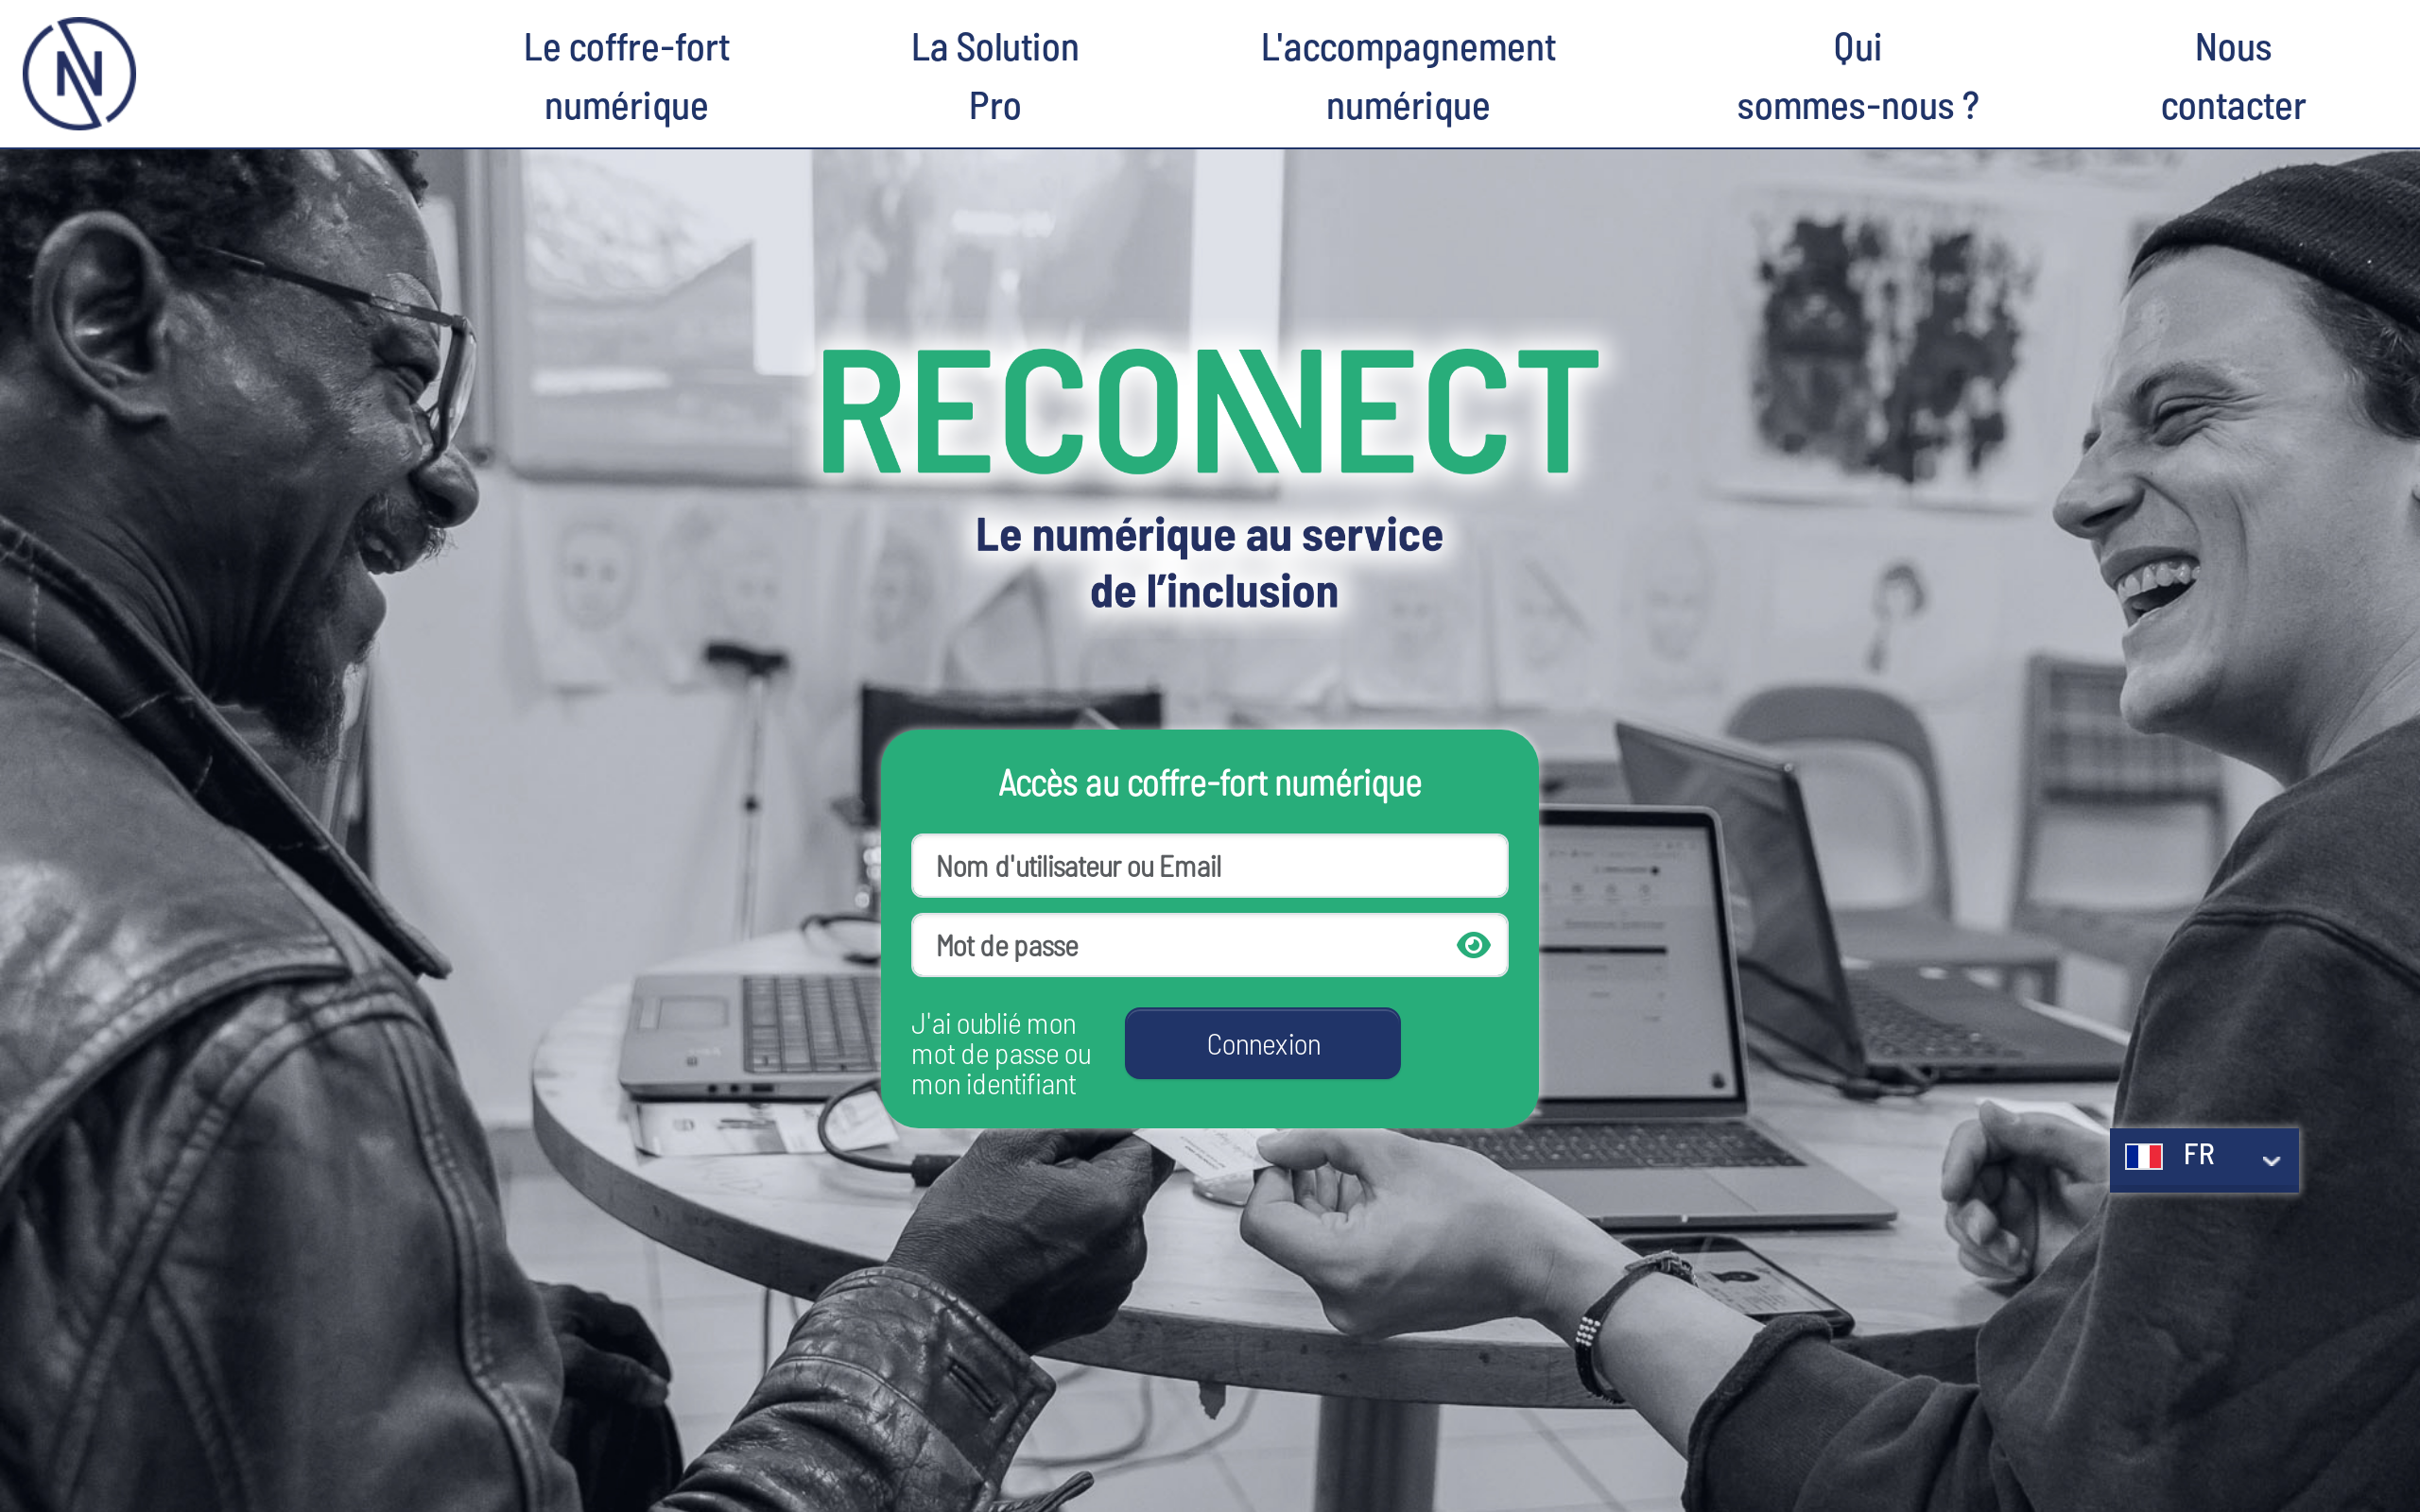 N
Le coffre-fort
numérique
La Solution
Pro
L'accompagnement
numérique
Qui
sommes-nous ?
Nous
contacter
RECONNECT
Le numérique au service
de l’inclusion
Accès au coffre-fort numérique
Nom d'utilisateur ou Email
Mot de passe
J'ai oublié mon
mot de passe ou
mon identifiant
Connexion
FR